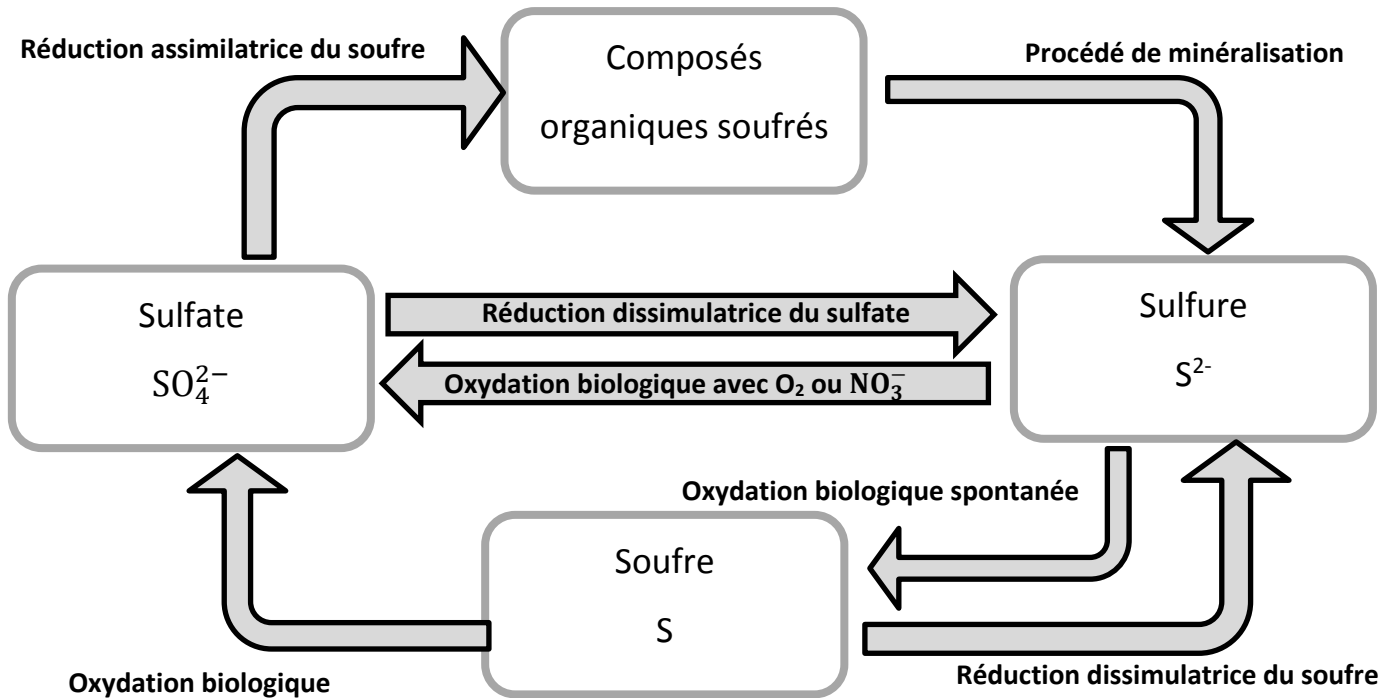 Réduction assimilatrice du soufre
Composés
organiques soufrés
Procédé de minéralisation
Sulfate
SO₄²⁻
Réduction dissimulatrice du sulfate
Oxydation biologique avec O₂ ou NO₃⁻
Sulfure
S²⁻
Oxydation biologique spontanée
Soufre
S
Oxydation biologique
Réduction dissimulatrice du soufre